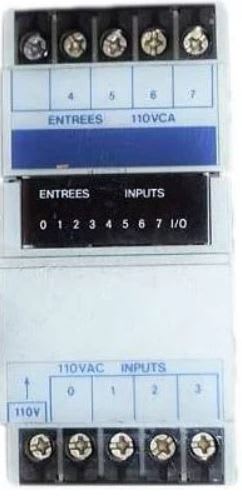 4 5 6 7
ENTREES 110VCA
ENTREES INPUTS
0 1 2 3 4 5 6 7 I/O
110VAC INPUTS
0 1 2 3
110V